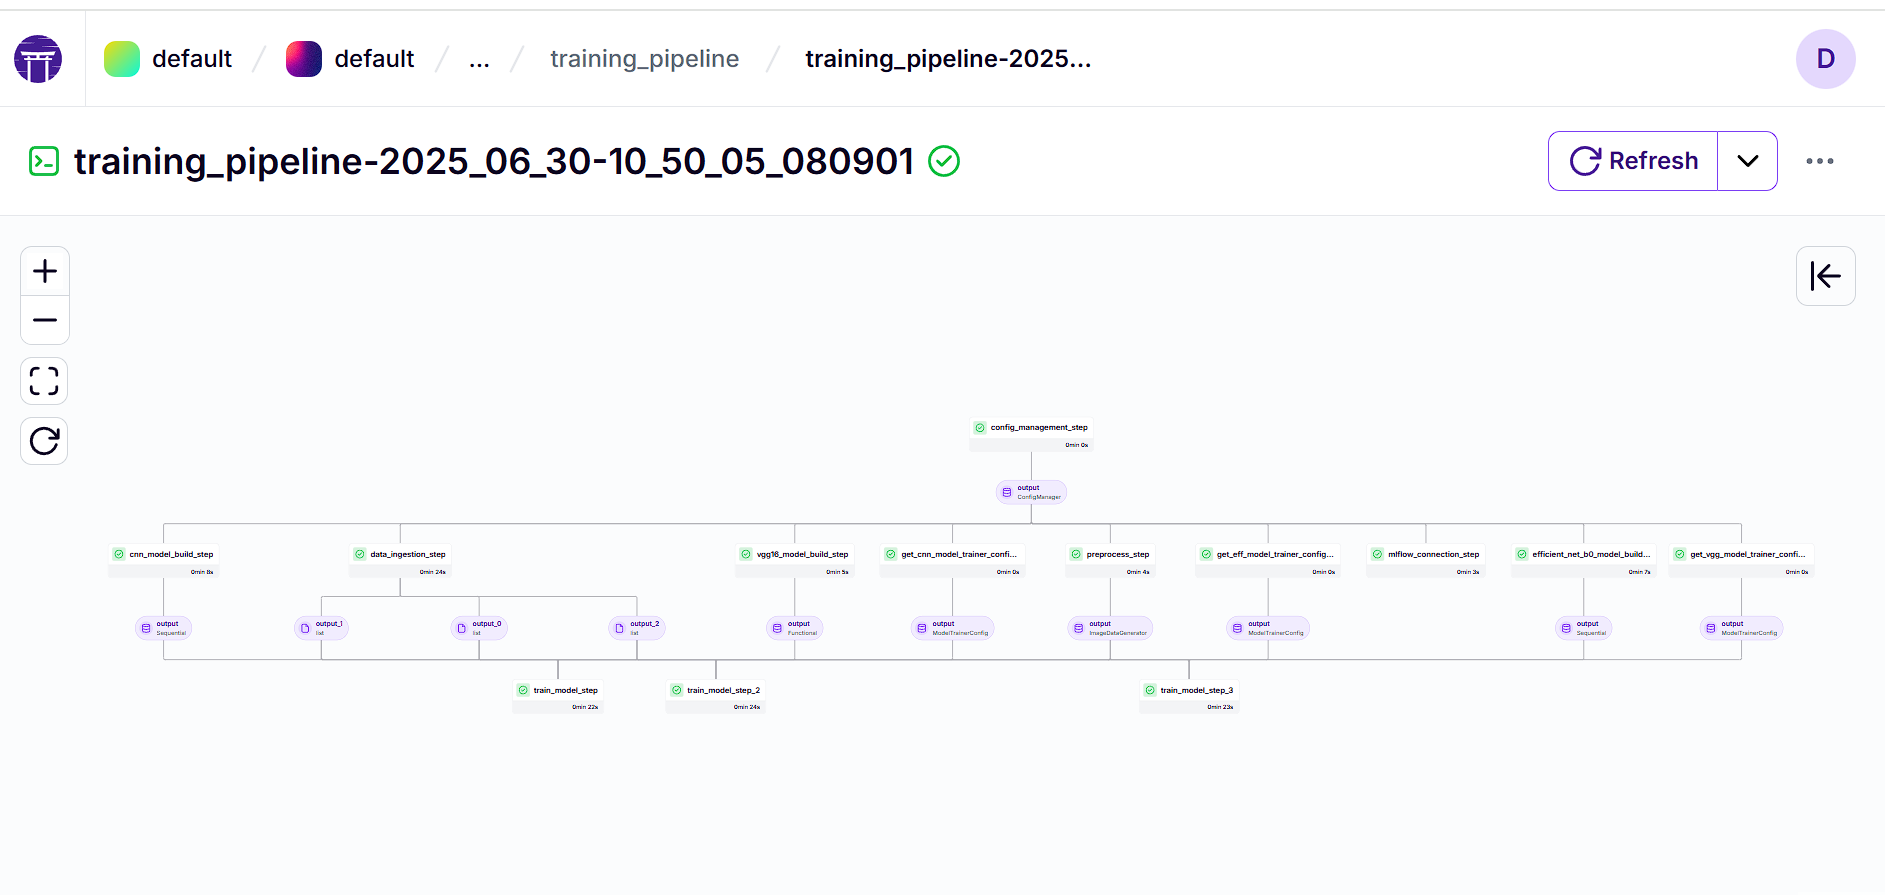 default / default / ... / training_pipeline / training_pipeline-2025...
D
training_pipeline-2025_06_30-10_50_05_080901
Refresh
config_management_step
0min 0s
output
ConfigManager
cnn_model_build_step
0min 8s
data_ingestion_step
0min 24s
vgg16_model_build_step
0min 5s
get_cnn_model_trainer_confi...
0min 0s
preprocess_step
0min 4s
get_eff_model_trainer_config...
0min 0s
mlflow_connection_step
0min 3s
efficient_net_b0_model_build...
0min 7s
get_vgg_model_trainer_confi...
0min 0s
output
Sequential
output_1
list
output_0
list
output_2
list
output
Functional
output
ModelTrainerConfig
output
ImageDataGenerator
output
ModelTrainerConfig
output
Sequential
output
ModelTrainerConfig
train_model_step
0min 22s
train_model_step_2
0min 24s
train_model_step_3
0min 23s